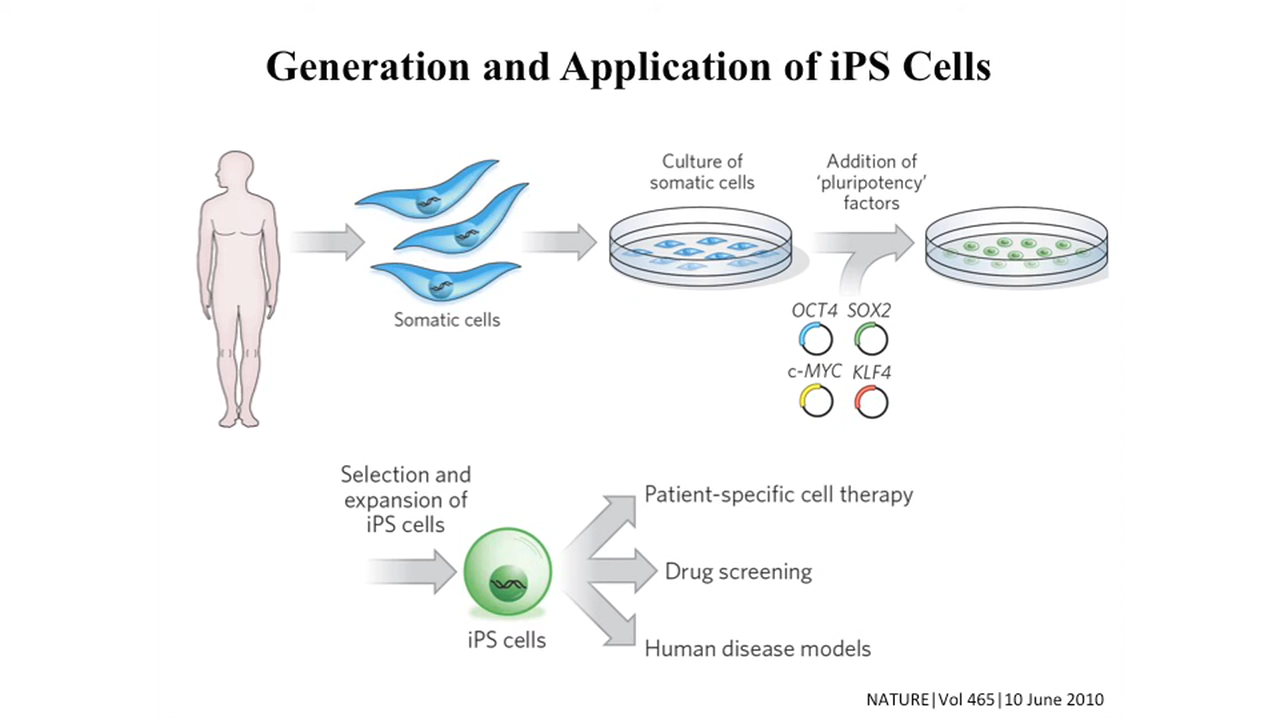 Generation and Application of iPS Cells
Culture of
somatic cells
Addition of
'pluripotency'
factors
Somatic cells
OCT4 SOX2
c-MYC KLF4
Selection and
expansion of
iPS cells
iPS cells
Patient-specific cell therapy
Drug screening
Human disease models
NATURE|Vol 465|10 June 2010